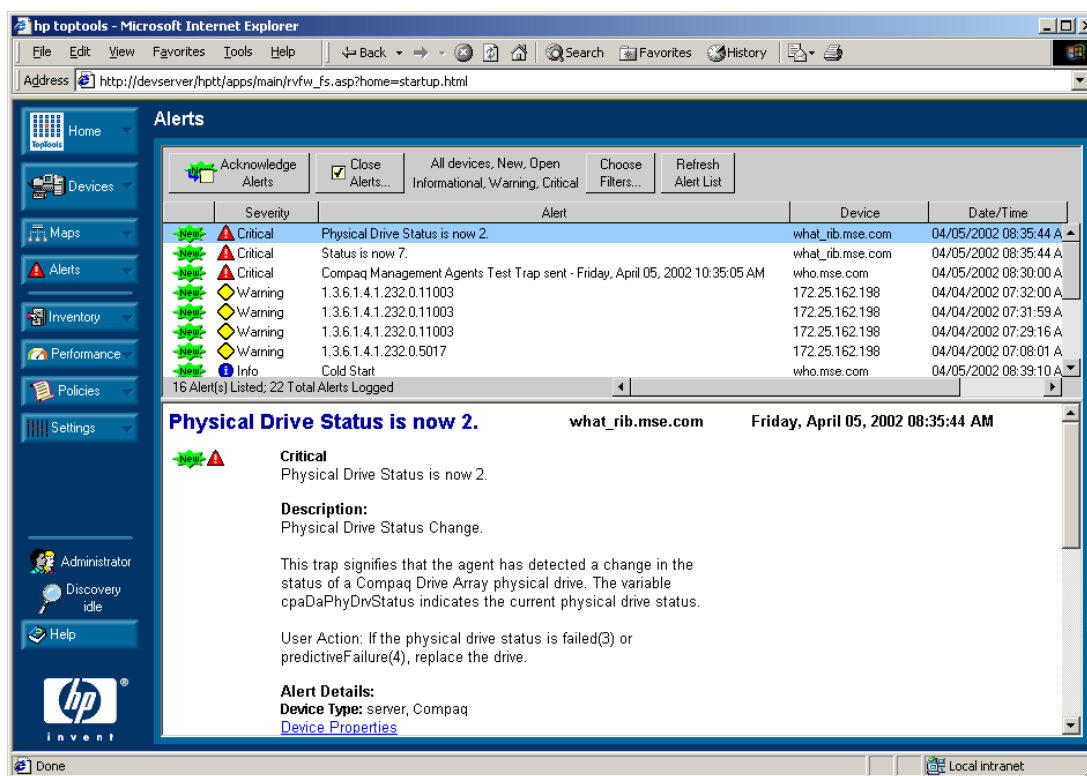 hp toptools - Microsoft Internet Explorer
File Edit View Favorites Tools Help Back Search Favorites History
Address http://devserver/hptt/apps/main/rvfw_fs.asp?home=startup.html
TopTools
Home
Devices
Maps
Alerts
Inventory
Performance
Policies
Settings
Administrator
Discovery
idle
Help
hp
®
invent
Alerts
Acknowledge
Alerts
Close
Alerts...
All devices, New, Open
Informational, Warning, Critical
Choose
Filters...
Refresh
Alert List
Severity Alert Device Date/Time
New Critical Physical Drive Status is now 2. what_rib.mse.com 04/05/2002 08:35:44 A
New Critical Status is now 7. what_rib.mse.com 04/05/2002 08:35:44 A
New Critical Compaq Management Agents Test Trap sent - Friday, April 05, 2002 10:35:05 AM who.mse.com 04/05/2002 08:30:00 A
New Warning 1.3.6.1.4.1.232.0.11003 172.25.162.198 04/04/2002 07:32:00 A
New Warning 1.3.6.1.4.1.232.0.11003 172.25.162.198 04/04/2002 07:31:59 A
New Warning 1.3.6.1.4.1.232.0.11003 172.25.162.198 04/04/2002 07:29:16 A
New Warning 1.3.6.1.4.1.232.0.5017 172.25.162.198 04/04/2002 07:08:01 A
New Info Cold Start who.mse.com 04/05/2002 08:39:10 A
16 Alert(s) Listed; 22 Total Alerts Logged
Physical Drive Status is now 2. what_rib.mse.com Friday, April 05, 2002 08:35:44 AM
New Critical
Physical Drive Status is now 2.
Description:
Physical Drive Status Change.
This trap signifies that the agent has detected a change in the
status of a Compaq Drive Array physical drive. The variable
cpaDaPhyDrvStatus indicates the current physical drive status.
User Action: If the physical drive status is failed(3) or
predictiveFailure(4), replace the drive.
Alert Details:
Device Type: server, Compaq
Device Properties
Done
Local intranet